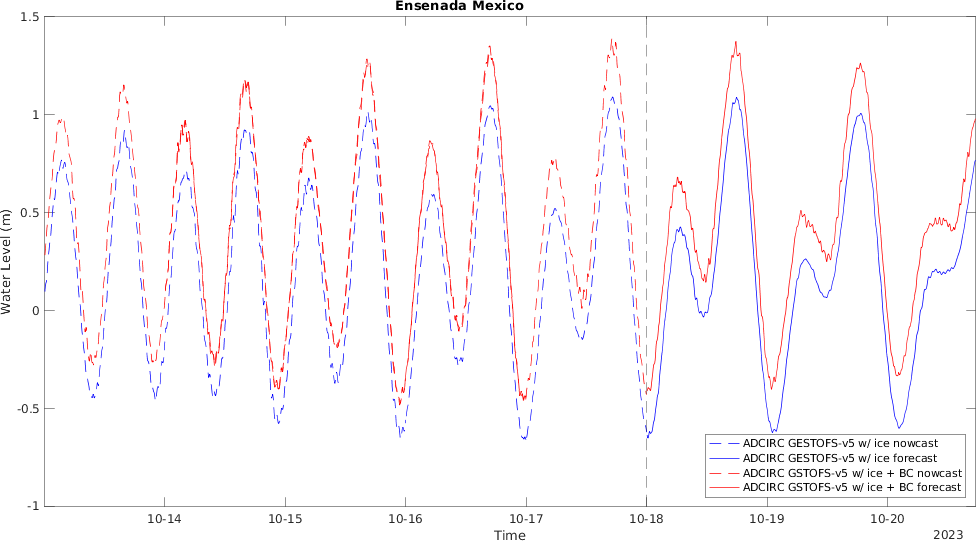 Ensenada Mexico
1.5
1
0.5
0
-0.5
-1
Water Level (m)
10-14
10-15
10-16
10-17
10-18
10-19
10-20
Time
2023
ADCIRC GESTOFS-v5 w/ ice nowcast
ADCIRC GESTOFS-v5 w/ ice forecast
ADCIRC GSTOFS-v5 w/ ice + BC nowcast
ADCIRC GSTOFS-v5 w/ ice + BC forecast